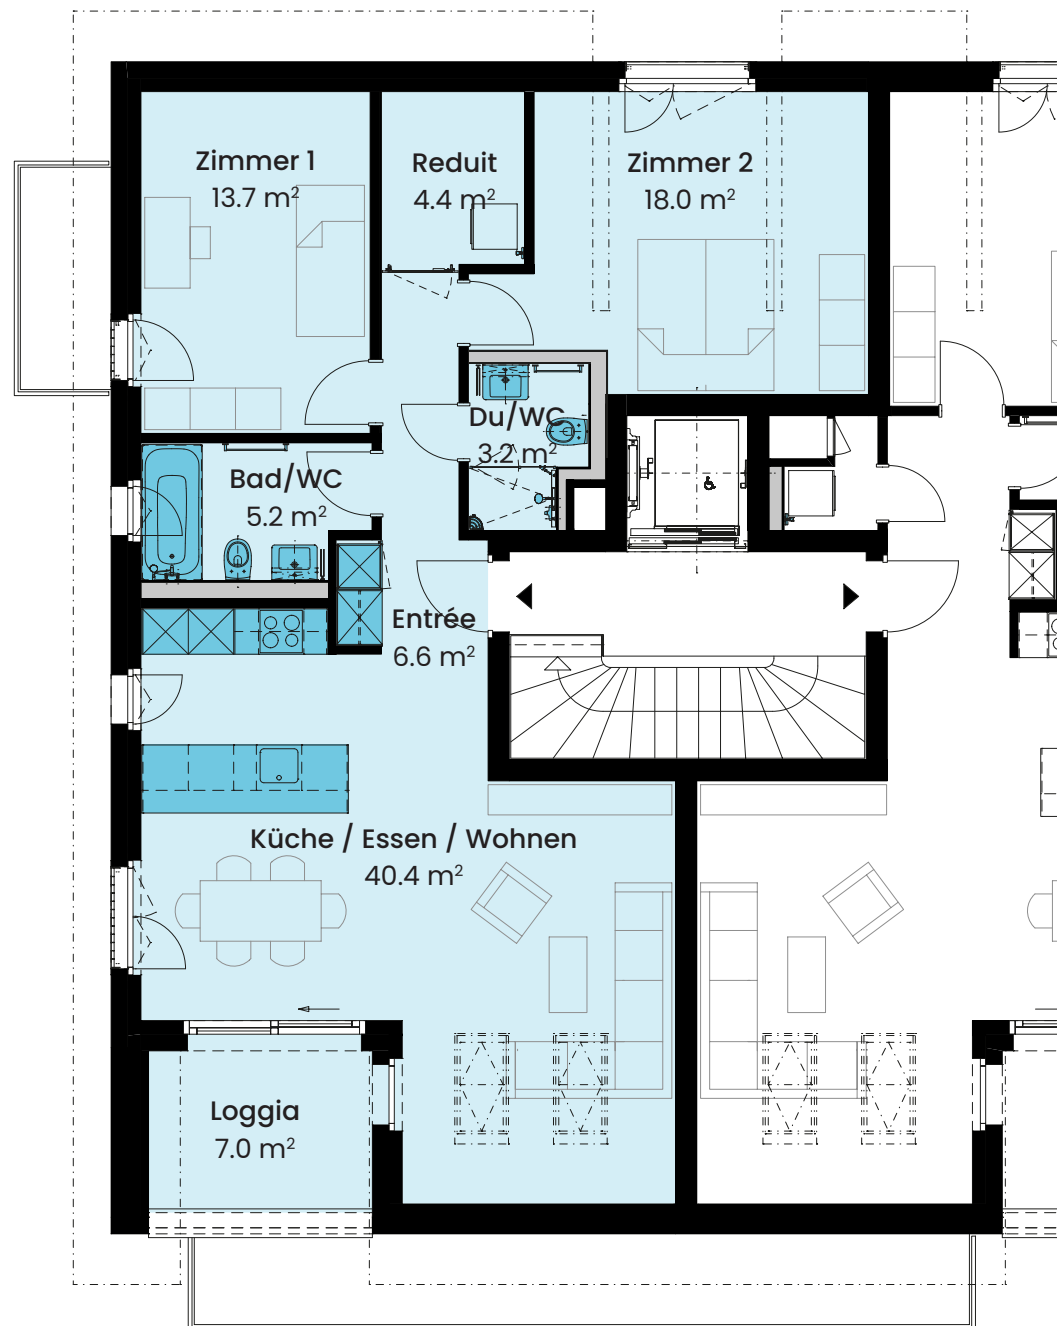 Zimmer 1
13.7 m²
Reduit
4.4 m²
Zimmer 2
18.0 m²
Du/WC
3.2 m²
Bad/WC
5.2 m²
Entrée
6.6 m²
Küche / Essen / Wohnen
40.4 m²
Loggia
7.0 m²